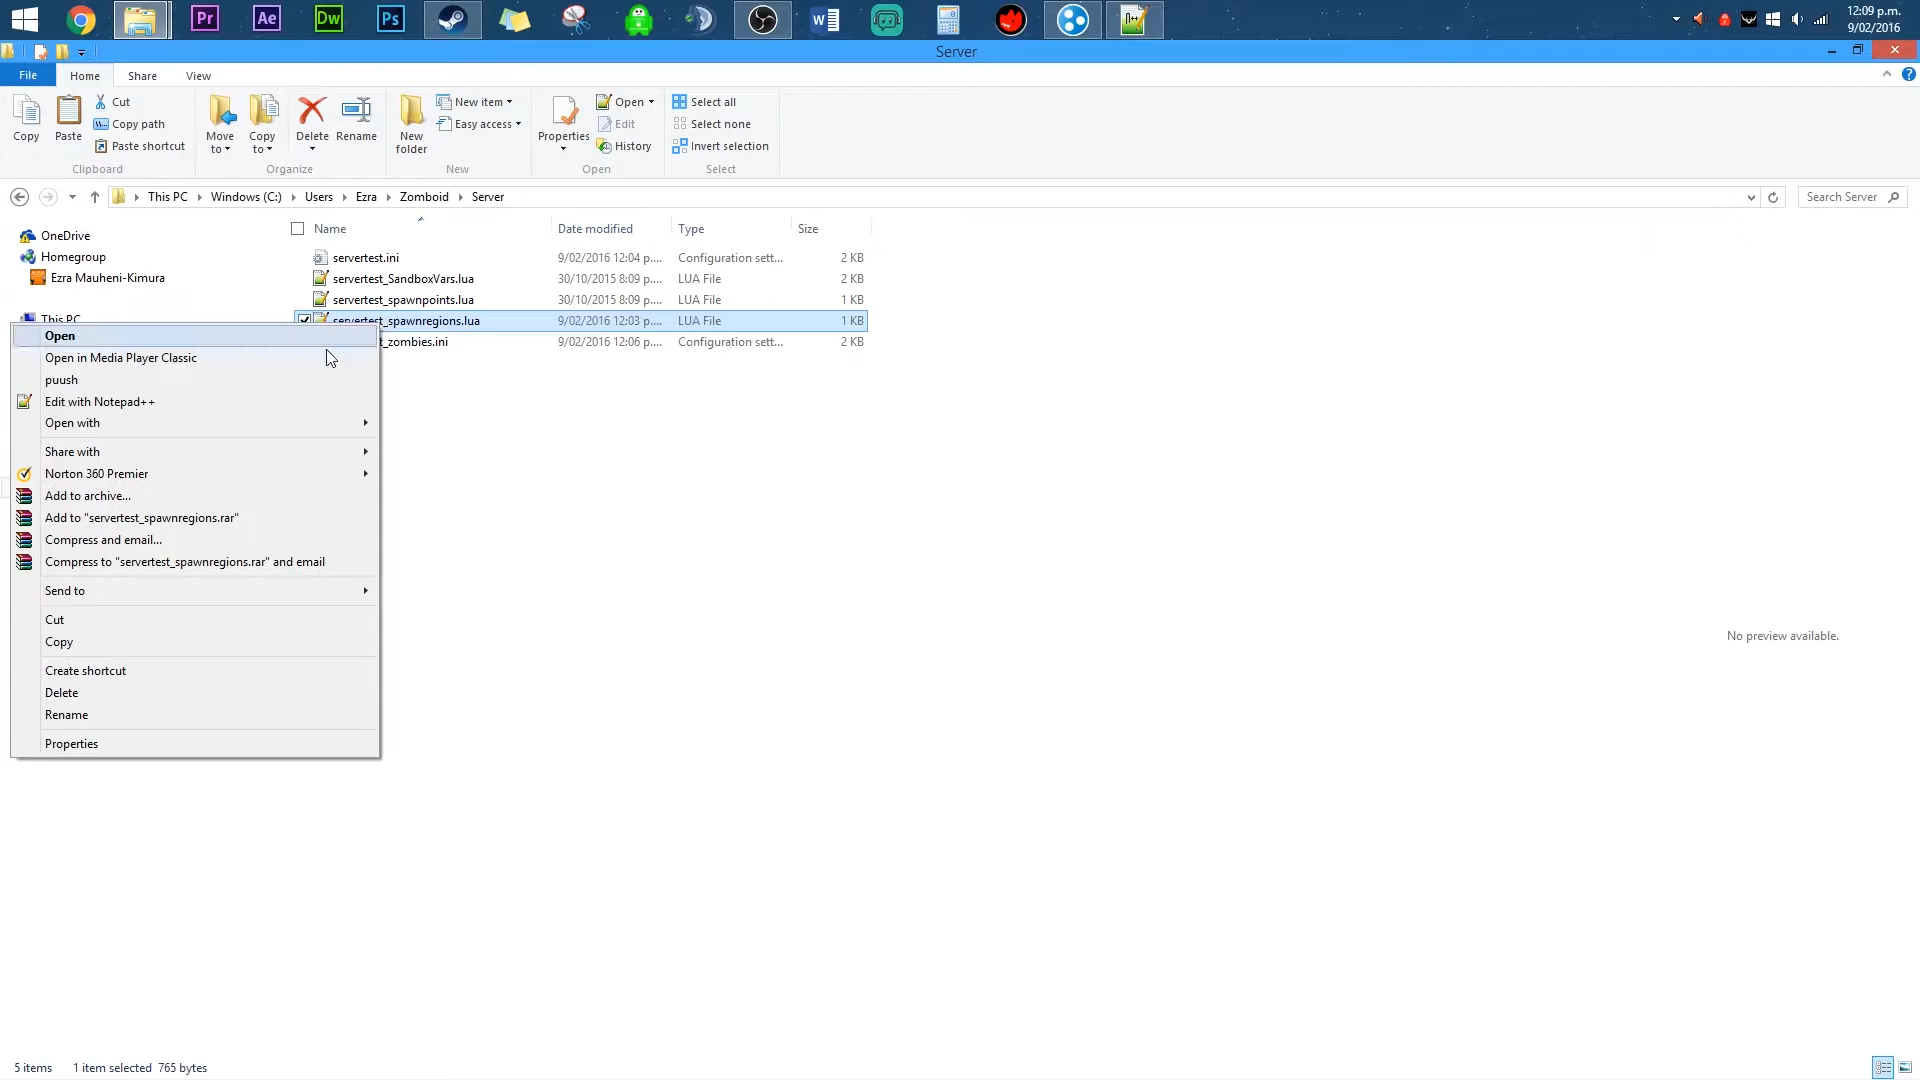 12:09 p.m.
9/02/2016
Pr
Ae
Dw
Ps
Server
File
Home
Share
View
Copy
Paste
Cut
Copy path
Paste shortcut
Move to
Copy to
Delete
Rename
New folder
New item
Easy access
Properties
Open
Edit
History
Select all
Select none
Invert selection
Clipboard
Organize
New
Open
Select
This PC
Windows (C:)
Users
Ezra
Zomboid
Server
Search Server
Name
Date modified
Type
Size
OneDrive
Homegroup
Ezra Mauheni-Kimura
This PC
servertest.ini 9/02/2016 12:04 p.... Configuration sett... 2 KB
servertest_SandboxVars.lua 30/10/2015 8:09 p.... LUA File 2 KB
servertest_spawnpoints.lua 30/10/2015 8:09 p.... LUA File 1 KB
servertest_spawnregions.lua 9/02/2016 12:03 p.... LUA File 1 KB
t_zombies.ini 9/02/2016 12:06 p.... Configuration sett... 2 KB
Open
Open in Media Player Classic
puush
Edit with Notepad++
Open with
Share with
Norton 360 Premier
Add to archive...
Add to "servertest_spawnregions.rar"
Compress and email...
Compress to "servertest_spawnregions.rar" and email
Send to
Cut
Copy
Create shortcut
Delete
Rename
Properties
No preview available.
5 items 1 item selected 765 bytes